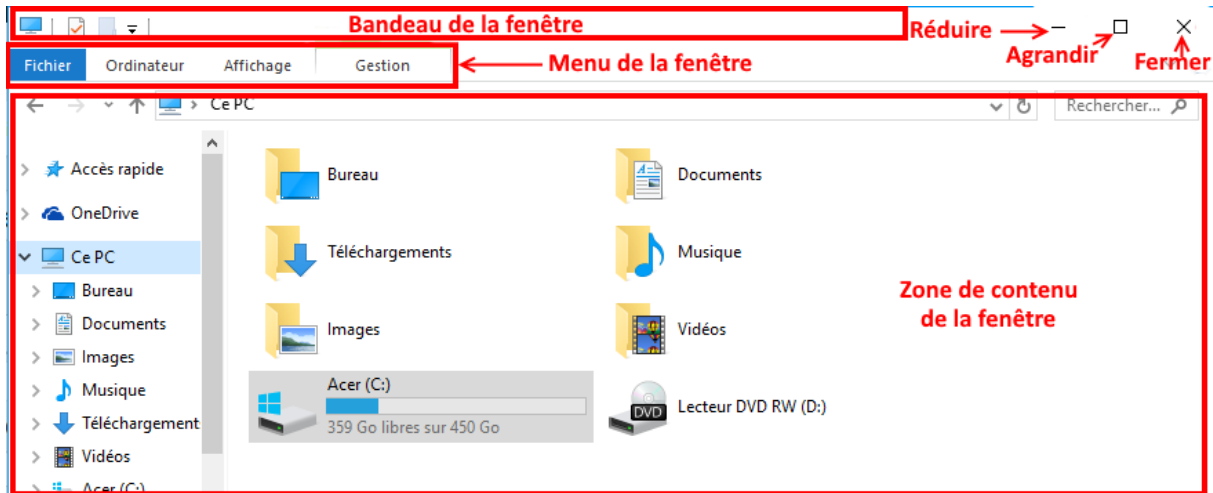 Bandeau de la fenêtre
Réduire
Agrandir
Fermer
Fichier Ordinateur Affichage Gestion
Menu de la fenêtre
Ce PC
Rechercher...
Accès rapide
OneDrive
Ce PC
Bureau
Documents
Images
Musique
Téléchargement
Vidéos
Acer (C:)
Bureau
Documents
Téléchargements
Musique
Images
Vidéos
Acer (C:)
359 Go libres sur 450 Go
DVD
Lecteur DVD RW (D:)
Zone de contenu
de la fenêtre